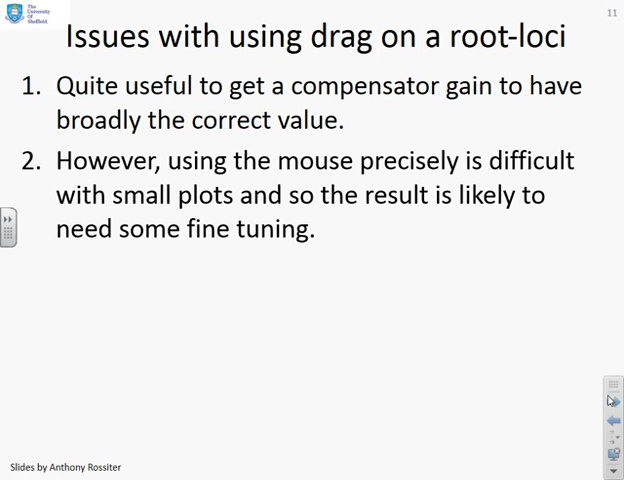 The
University
Of
Sheffield.
11
Issues with using drag on a root-loci
1. Quite useful to get a compensator gain to have
broadly the correct value.
2. However, using the mouse precisely is difficult
with small plots and so the result is likely to
need some fine tuning.
Slides by Anthony Rossiter